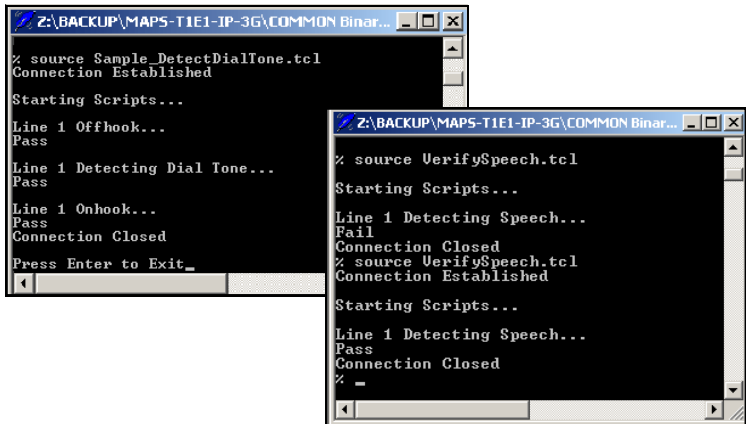 Z:\BACKUP\MAPS-T1E1-IP-3G\COMMON Binar...
% source Sample_DetectDialTone.tcl
Connection Established
Starting Scripts...
Line 1 Offhook...
Pass
Line 1 Detecting Dial Tone...
Pass
Line 1 Onhook...
Pass
Connection Closed
Press Enter to Exit_
Z:\BACKUP\MAPS-T1E1-IP-3G\COMMON Binar...
% source VerifySpeech.tcl
Starting Scripts...
Line 1 Detecting Speech...
Fail
Connection Closed
% source VerifySpeech.tcl
Connection Established
Starting Scripts...
Line 1 Detecting Speech...
Pass
Connection Closed
% _